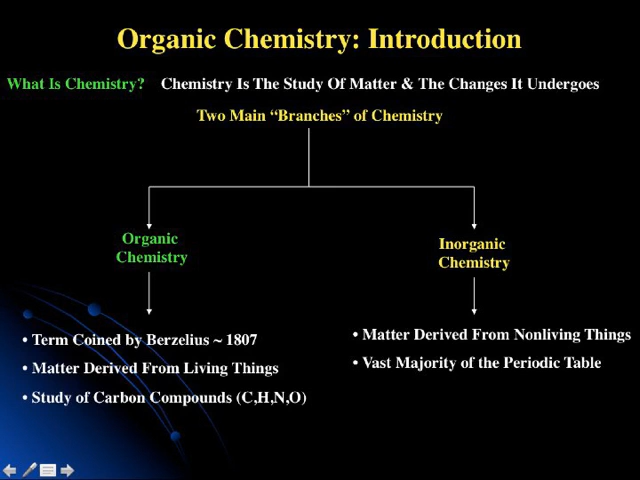 Organic Chemistry: Introduction
What Is Chemistry? Chemistry Is The Study Of Matter & The Changes It Undergoes
Two Main “Branches” of Chemistry
Organic
Chemistry
• Term Coined by Berzelius ~ 1807
• Matter Derived From Living Things
• Study of Carbon Compounds (C,H,N,O)
Inorganic
Chemistry
• Matter Derived From Nonliving Things
• Vast Majority of the Periodic Table